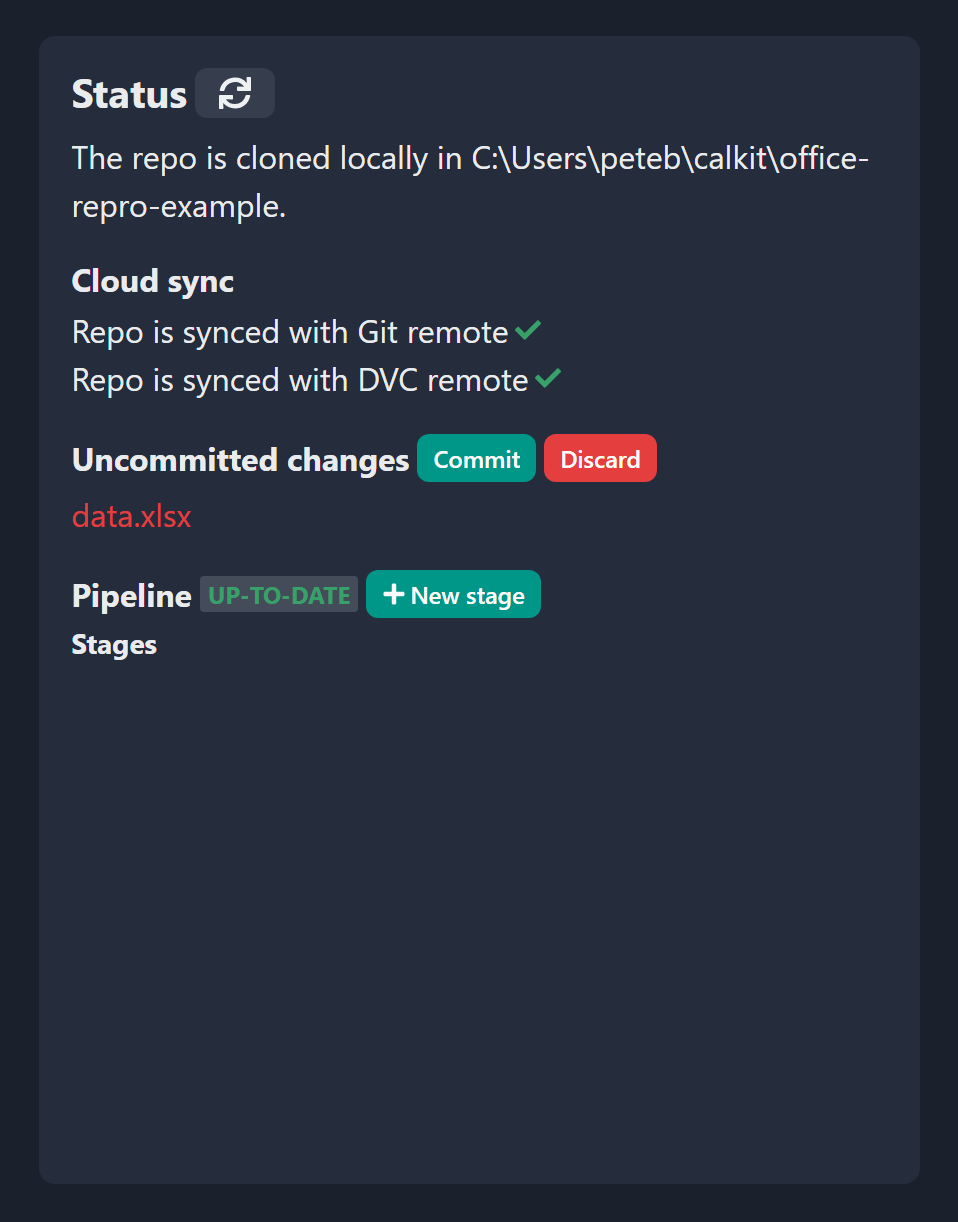 Status
The repo is cloned locally in C:\Users\peteb\calkit\office-
repro-example.
Cloud sync
Repo is synced with Git remote
Repo is synced with DVC remote
Uncommitted changes Commit Discard
data.xlsx
Pipeline UP-TO-DATE New stage
Stages